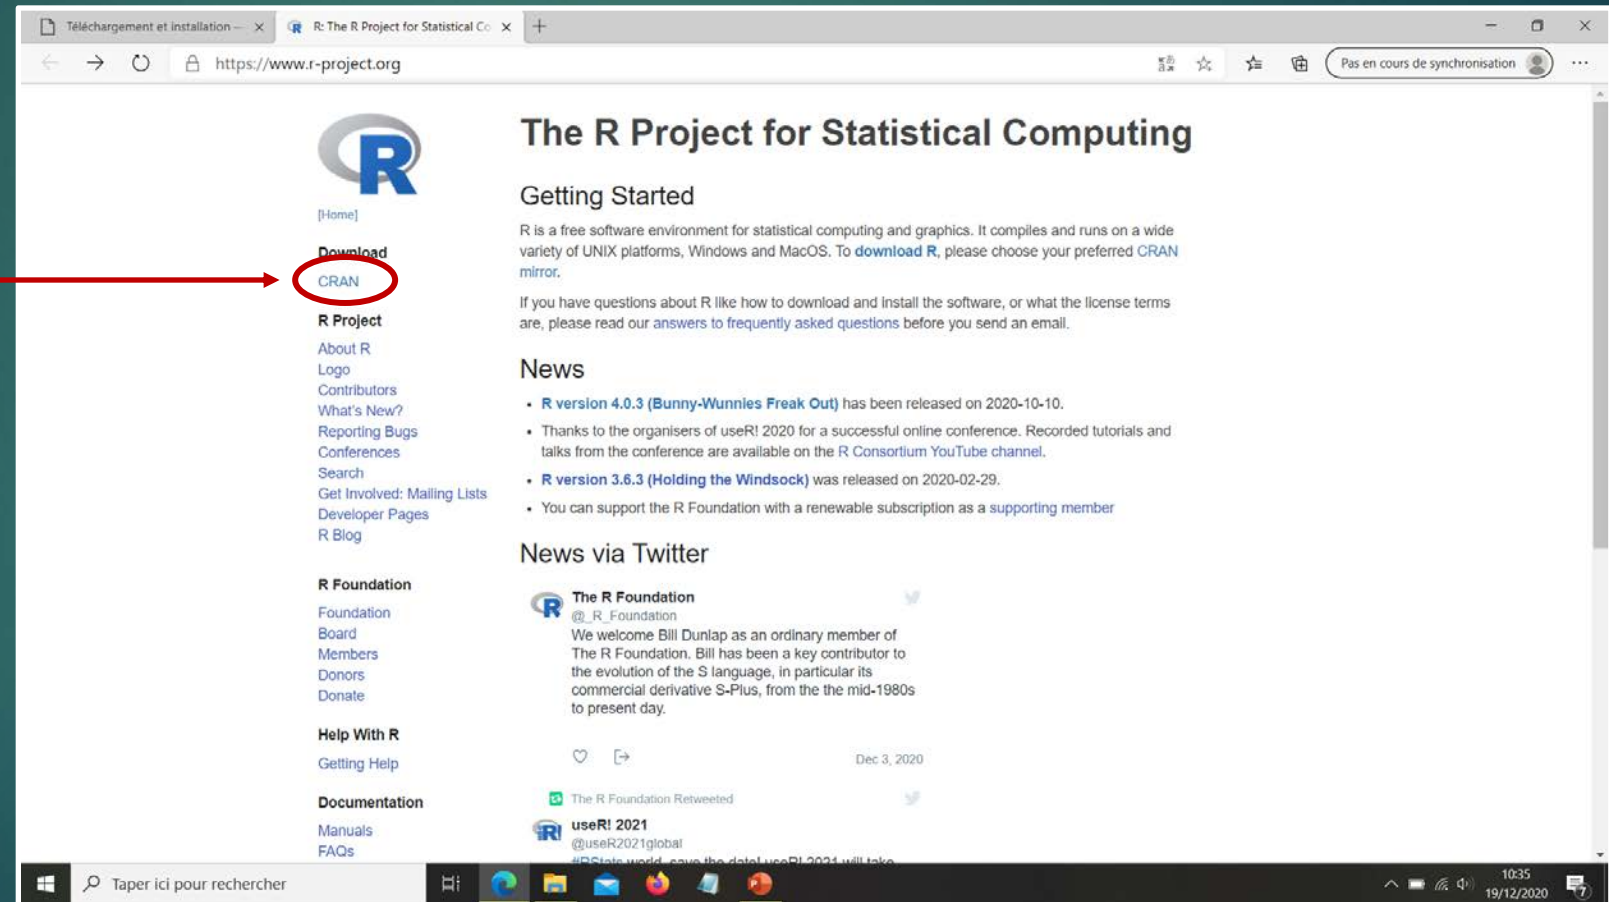 Téléchargement et installation –
R: The R Project for Statistical Co
https://www.r-project.org
Pas en cours de synchronisation
R
[Home]
Download
CRAN
R Project
About R
Logo
Contributors
What's New?
Reporting Bugs
Conferences
Search
Get Involved: Mailing Lists
Developer Pages
R Blog
R Foundation
Foundation
Board
Members
Donors
Donate
Help With R
Getting Help
Documentation
Manuals
FAQs
The R Project for Statistical Computing
Getting Started
R is a free software environment for statistical computing and graphics. It compiles and runs on a wide
variety of UNIX platforms, Windows and MacOS. To download R, please choose your preferred CRAN
mirror.
If you have questions about R like how to download and install the software, or what the license terms
are, please read our answers to frequently asked questions before you send an email.
News
• R version 4.0.3 (Bunny-Wunnies Freak Out) has been released on 2020-10-10.
• Thanks to the organisers of useR! 2020 for a successful online conference. Recorded tutorials and
talks from the conference are available on the R Consortium YouTube channel.
• R version 3.6.3 (Holding the Windsock) was released on 2020-02-29.
• You can support the R Foundation with a renewable subscription as a supporting member
News via Twitter
The R Foundation
@_R_Foundation
We welcome Bill Dunlap as an ordinary member of
The R Foundation. Bill has been a key contributor to
the evolution of the S language, in particular its
commercial derivative S-Plus, from the the mid-1980s
to present day.
Dec 3, 2020
The R Foundation Retweeted
useR! 2021
@useR2021global
#RStats world, save the date! useR! 2021 will take
Taper ici pour rechercher
10:35
19/12/2020
7